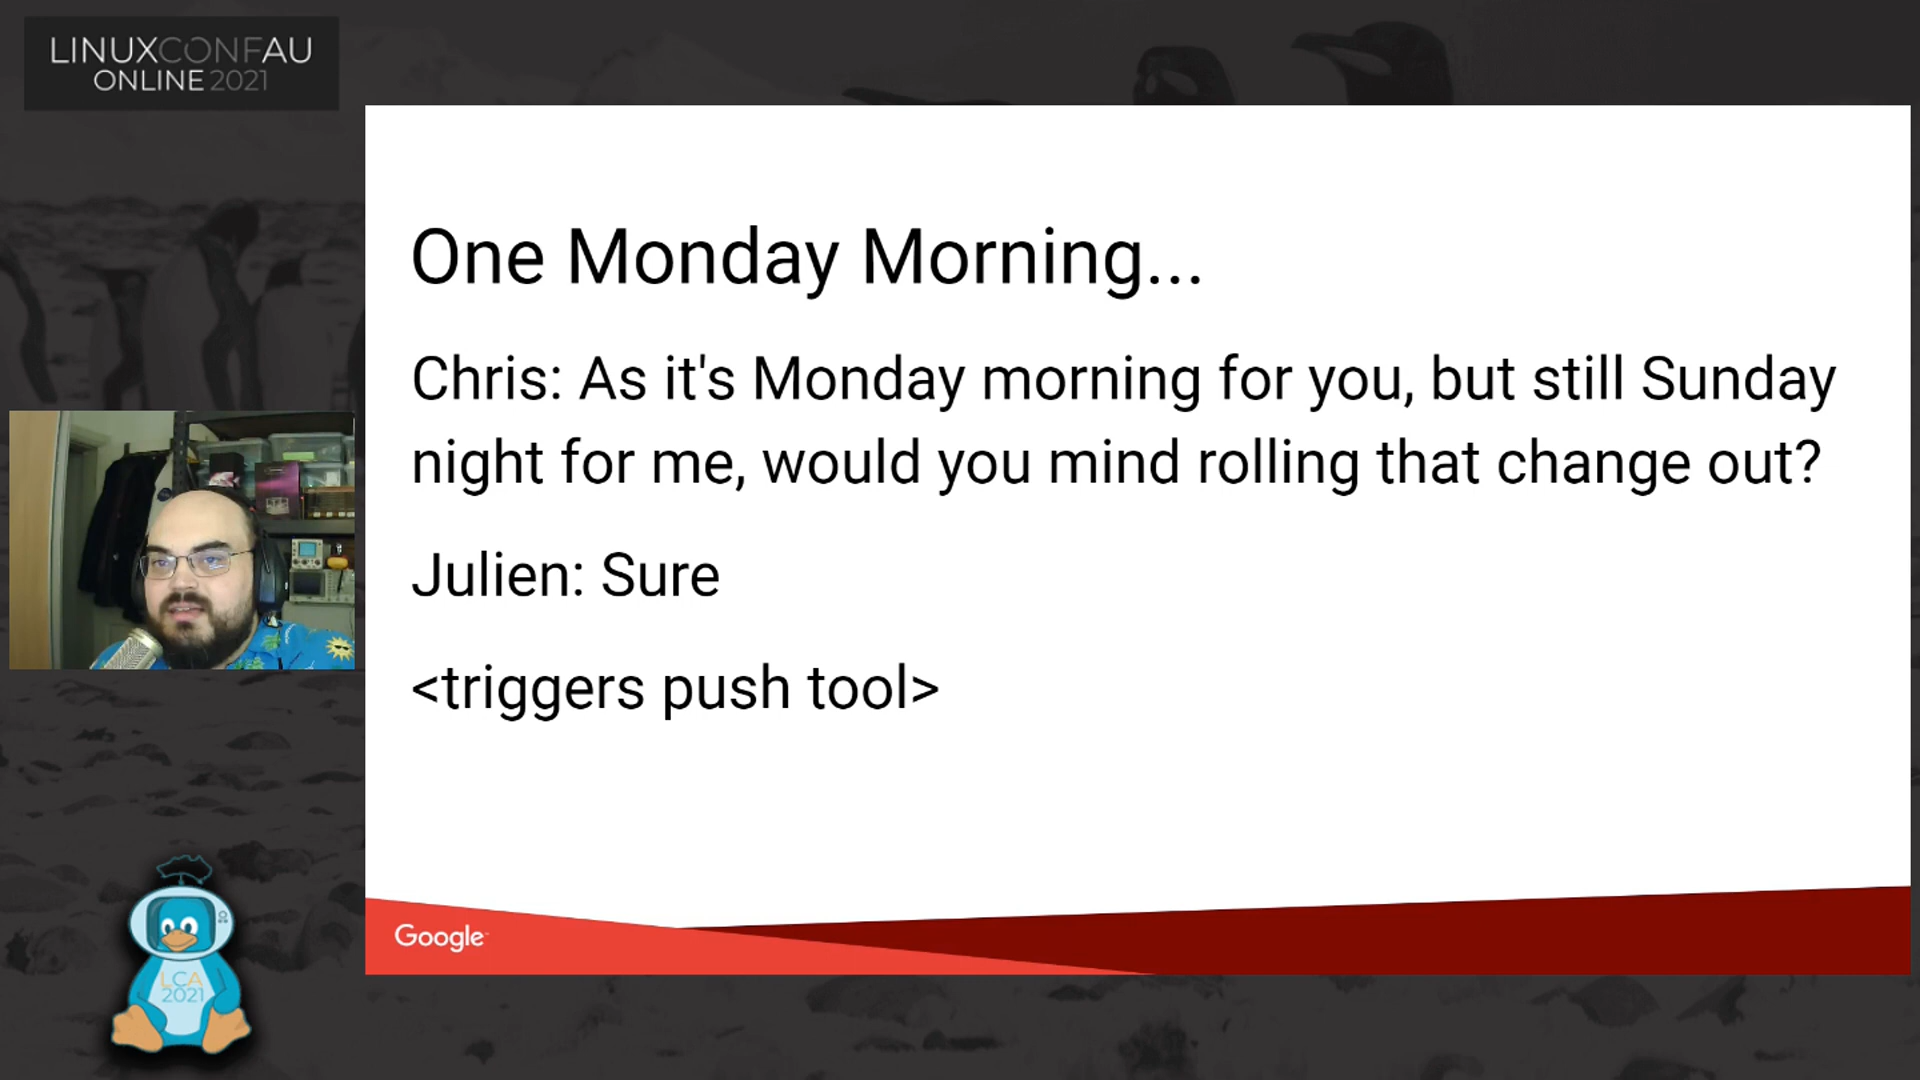 LINUXCONFAU
ONLINE 2021
One Monday Morning...
Chris: As it's Monday morning for you, but still Sunday
night for me, would you mind rolling that change out?
Julien: Sure
<triggers push tool>
Google
LCA
2021